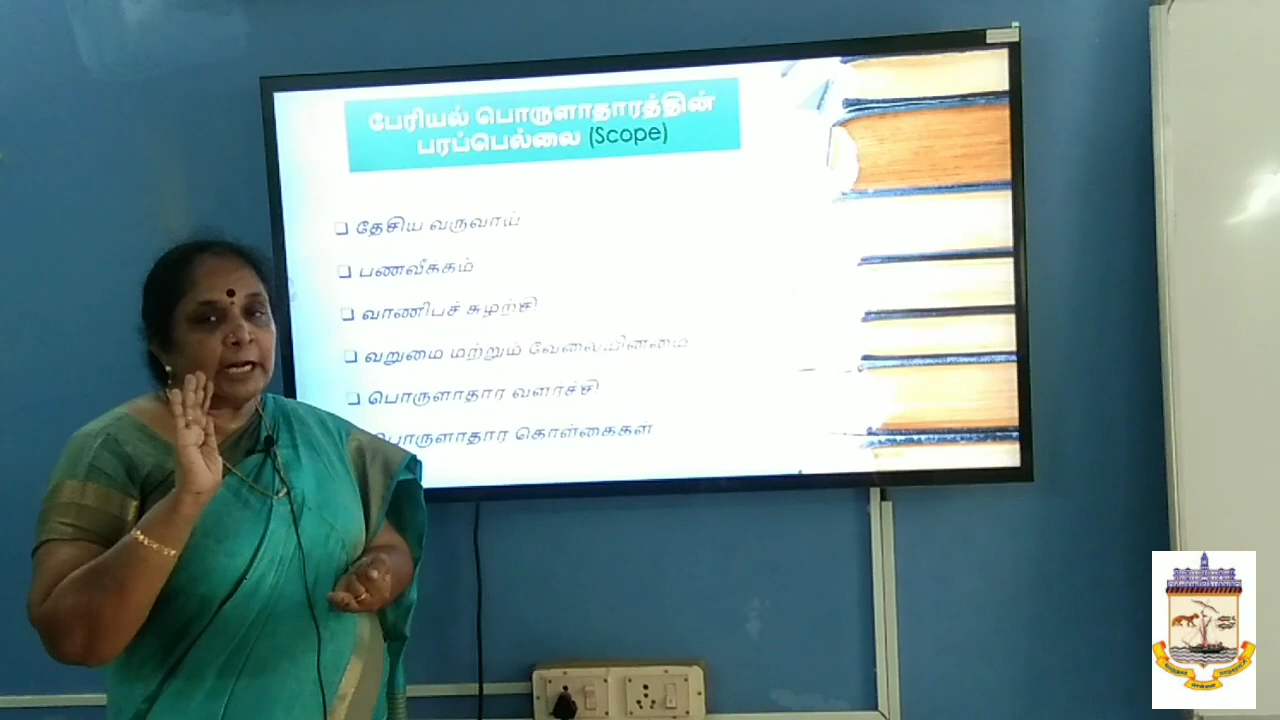 பேரியல் பொருளாதாரத்தின்
பரப்பெல்லை (Scope)
தேசிய வருவாய்
பணவீக்கம்
வாணிபச் சுழற்சி
வறுமை மற்றும் வேலையின்மை
பொருளாதார வளர்ச்சி
பொருளாதார கொள்கைகள்